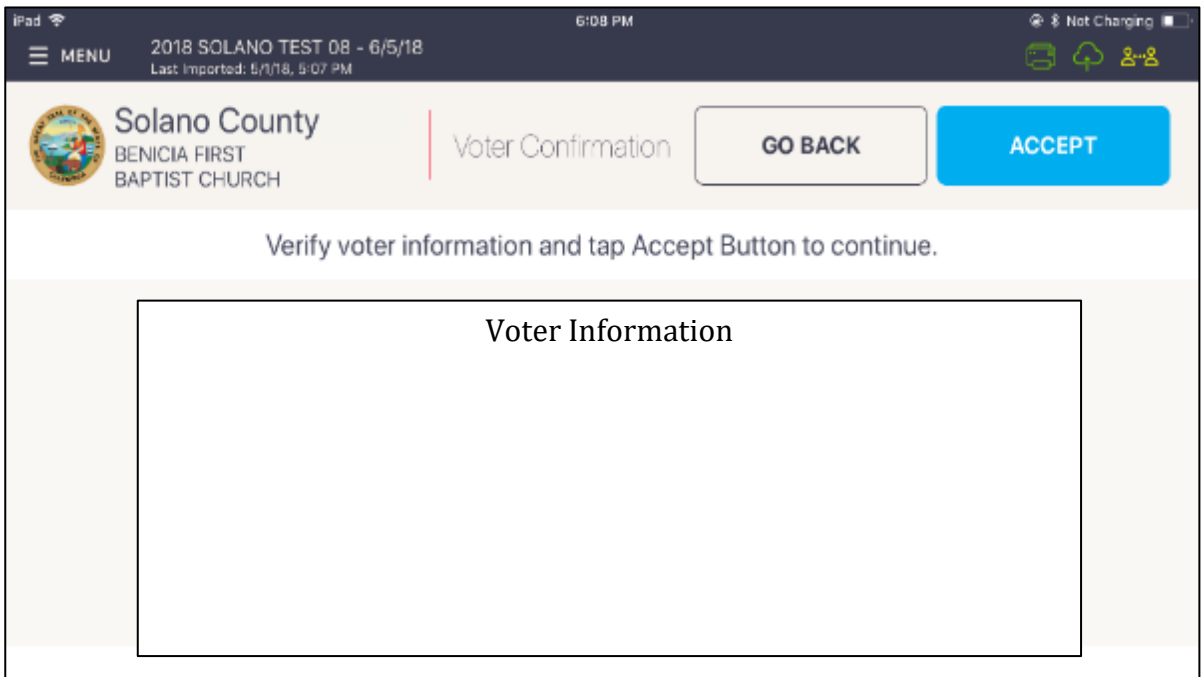 iPad 6:08 PM Not Charging
MENU
2018 SOLANO TEST 08 - 6/5/18
Last Imported: 5/1/18, 5:07 PM
Solano County
BENICIA FIRST
BAPTIST CHURCH
Voter Confirmation
GO BACK
ACCEPT
Verify voter information and tap Accept Button to continue.
Voter Information